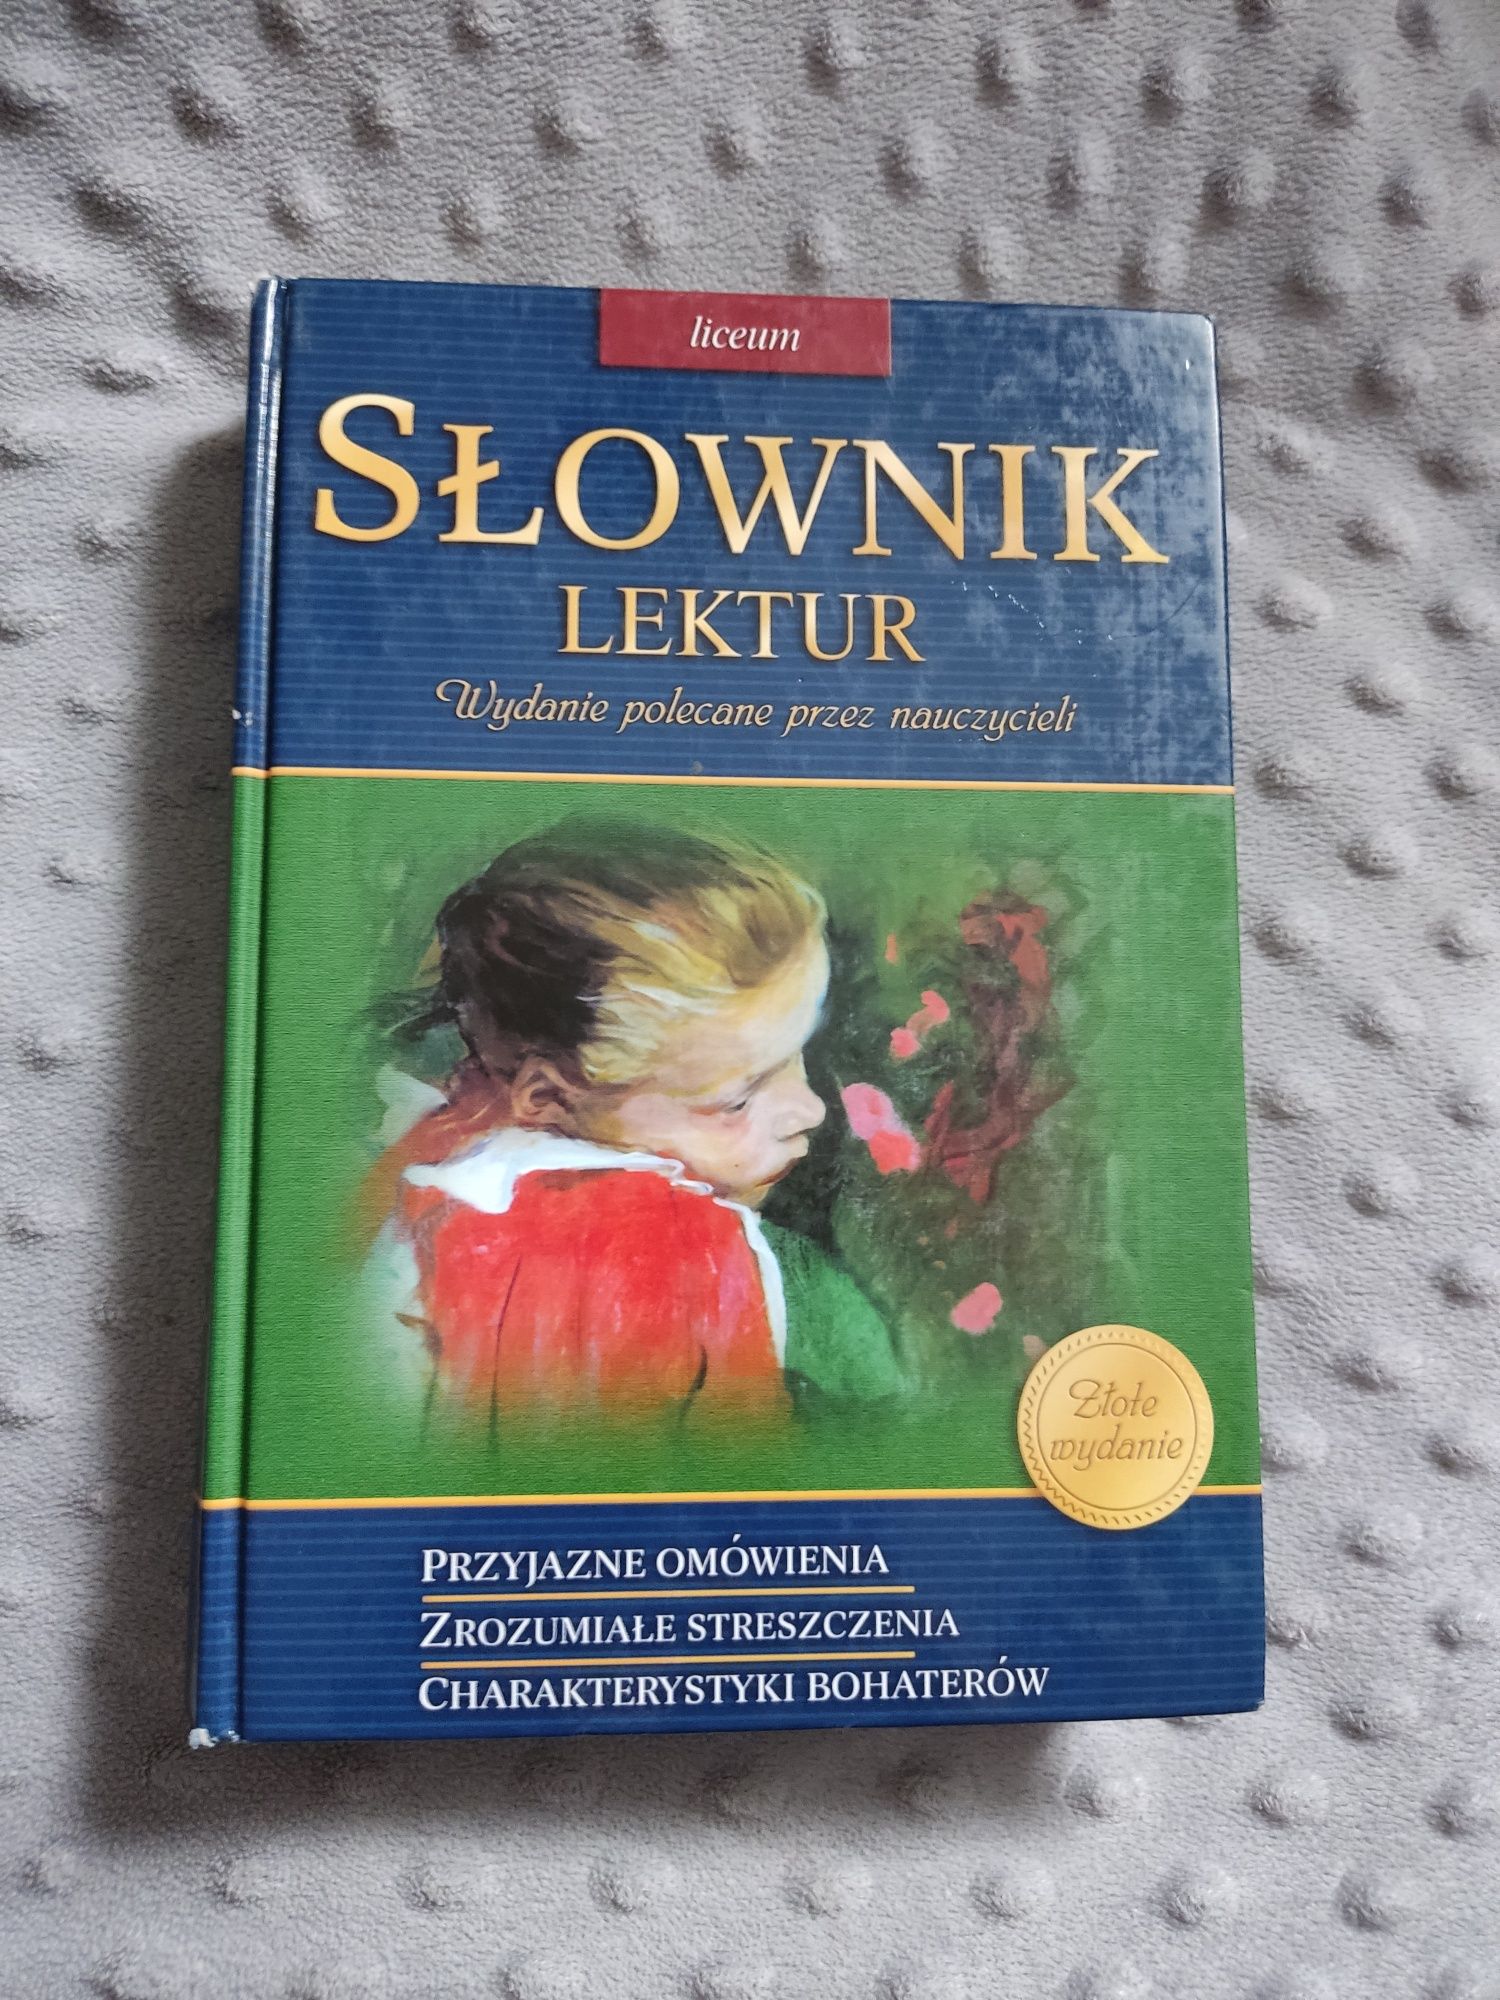 liceum
SŁOWNIK
LEKTUR
Wydanie polecane przez nauczycieli
Złote
wydanie
PRZYJAZNE OMÓWIENIA
ZROZUMIAŁE STRESZCZENIA
CHARAKTERYSTYKI BOHATERÓW